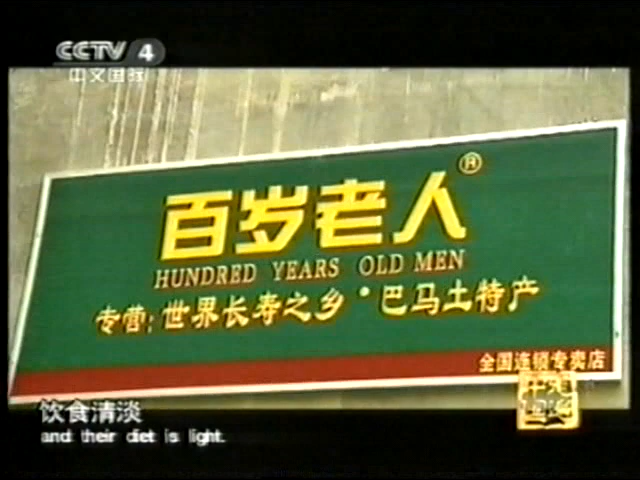 CCTV 4
中文国际
百岁老人®
HUNDRED YEARS OLD MEN
专营:世界长寿之乡·巴马土特产
全国连锁专卖店
饮食清淡
and their diet is light.